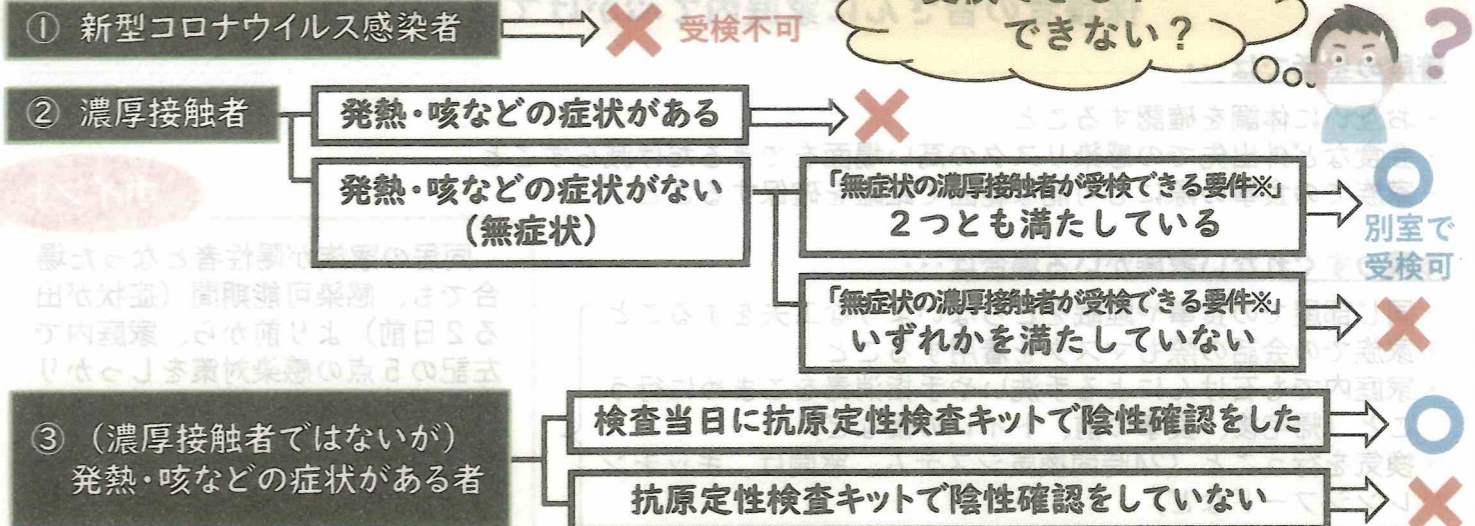 できない？
① 新型コロナウイルス感染者
受検不可
② 濃厚接触者
発熱・咳などの症状がある
発熱・咳などの症状がない
（無症状）
「無症状の濃厚接触者が受検できる要件※」
２つとも満たしている
別室で
受検可
「無症状の濃厚接触者が受検できる要件※」
いずれかを満たしていない
③ （濃厚接触者ではないが）
発熱・咳などの症状がある者
検査当日に抗原定性検査キットで陰性確認をした
抗原定性検査キットで陰性確認をしていない